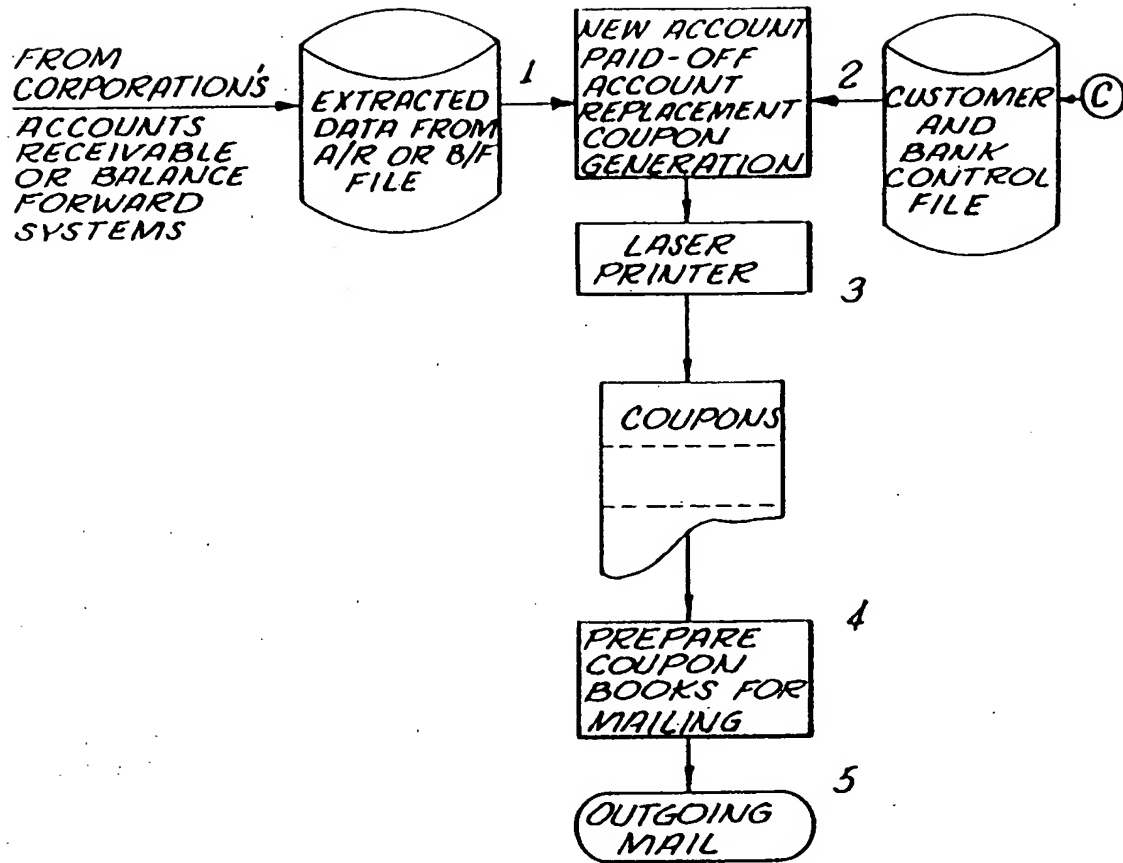 FROM
CORPORATION'S
ACCOUNTS
RECEIVABLE
OR BALANCE
FORWARD
SYSTEMS
EXTRACTED
DATA FROM
A/R OR B/F
FILE
1
NEW ACCOUNT
PAID-OFF
ACCOUNT
REPLACEMENT
COUPON
GENERATION
2
CUSTOMER
AND
BANK
CONTROL
FILE
C
LASER
PRINTER
3
COUPONS
4
PREPARE
COUPON
BOOKS FOR
MAILING
5
OUTGOING
MAIL